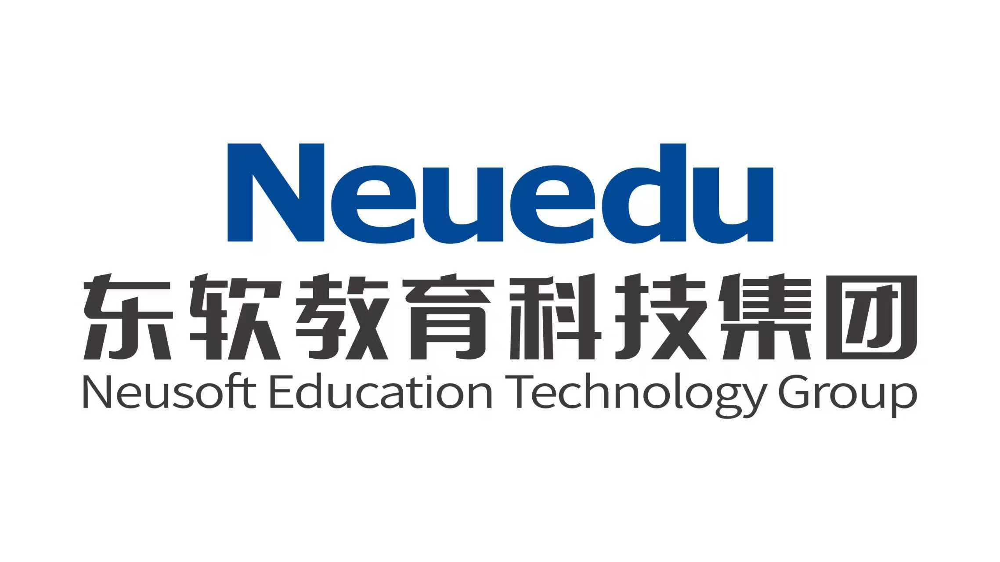 Neuedu
东软教育科技集团
Neusoft Education Technology Group